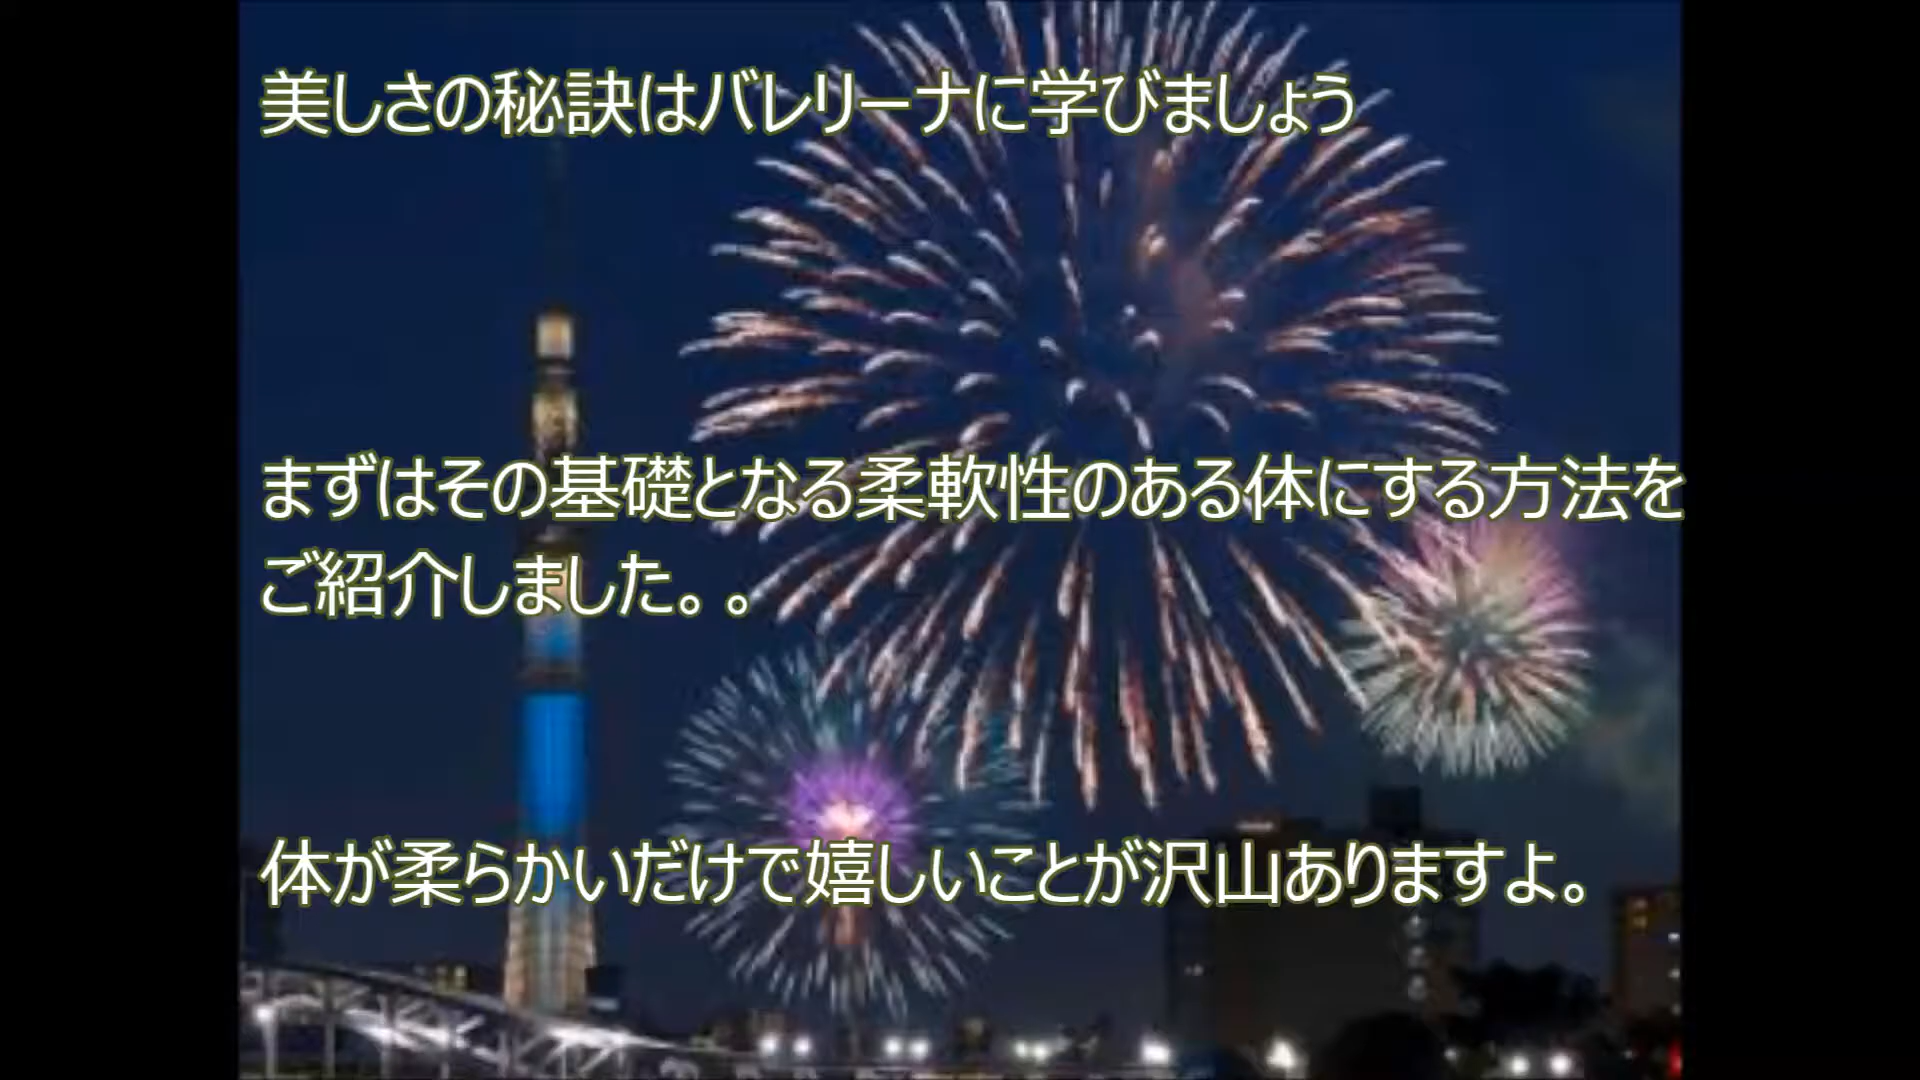 美しさの秘訣はバレリーナに学びましょう
まずはその基礎となる柔軟性のある体にする方法を
ご紹介しました。。
体が柔らかいだけで嬉しいことが沢山ありますよ。